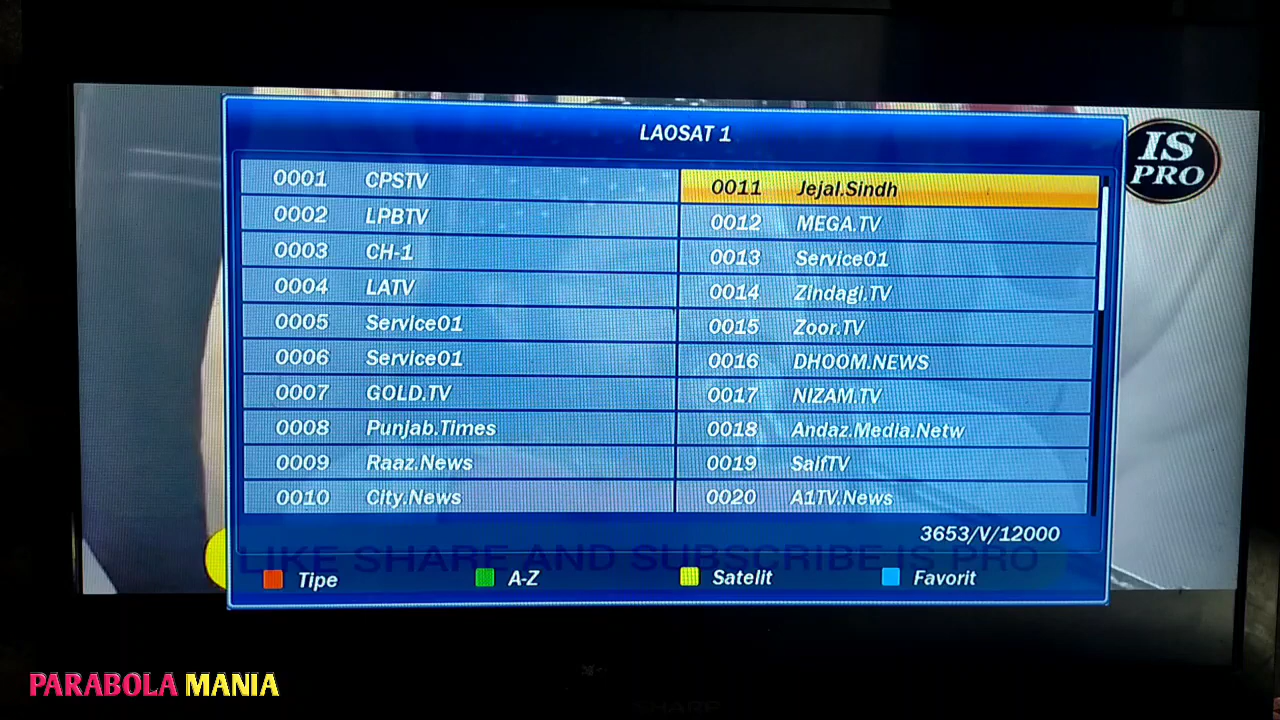 LAOSAT 1
IS
PRO
0001 CPSTV
0002 LPBTV
0003 CH-1
0004 LATV
0005 Service01
0006 Service01
0007 GOLD.TV
0008 Punjab.Times
0009 Raaz.News
0010 City.News
0011 Jejal.Sindh
0012 MEGA.TV
0013 Service01
0014 Zindagi.TV
0015 Zoor.TV
0016 DHOOM.NEWS
0017 NIZAM.TV
0018 Andaz.Media.Netw
0019 SaifTV
0020 A1TV.News
3653/V/12000
LIKE SHARE AND SUBSCRIBE IS PRO
Tipe A-Z Satelit Favorit
PARABOLA MANIA
SHARP